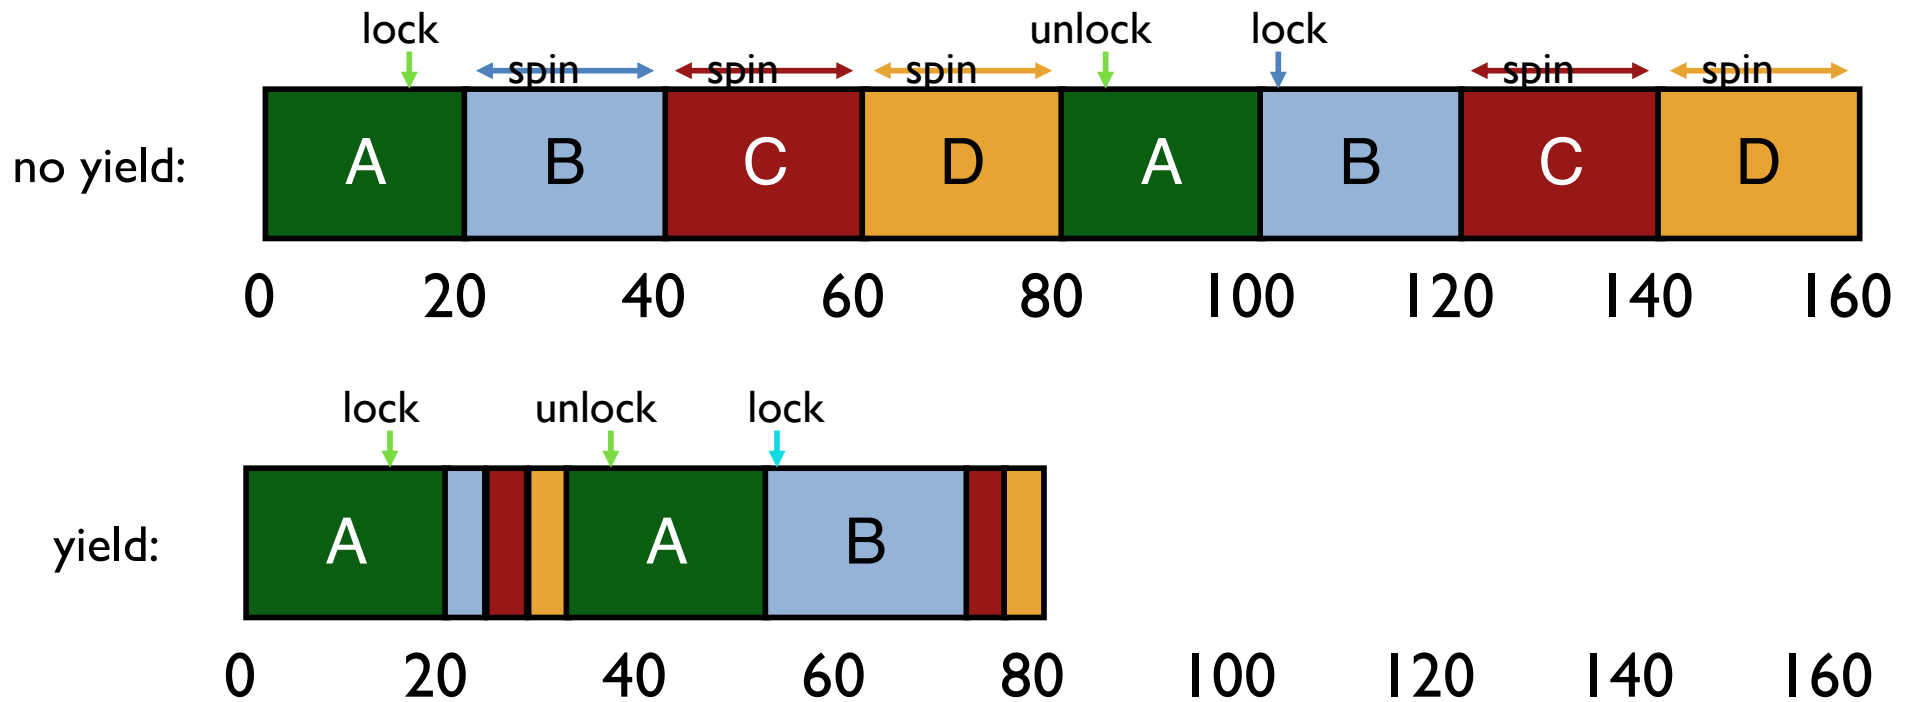 lock unlock lock
spin spin spin spin spin
no yield: A B C D A B C D
0 20 40 60 80 100 120 140 160
lock unlock lock
yield: A A B
0 20 40 60 80 100 120 140 160